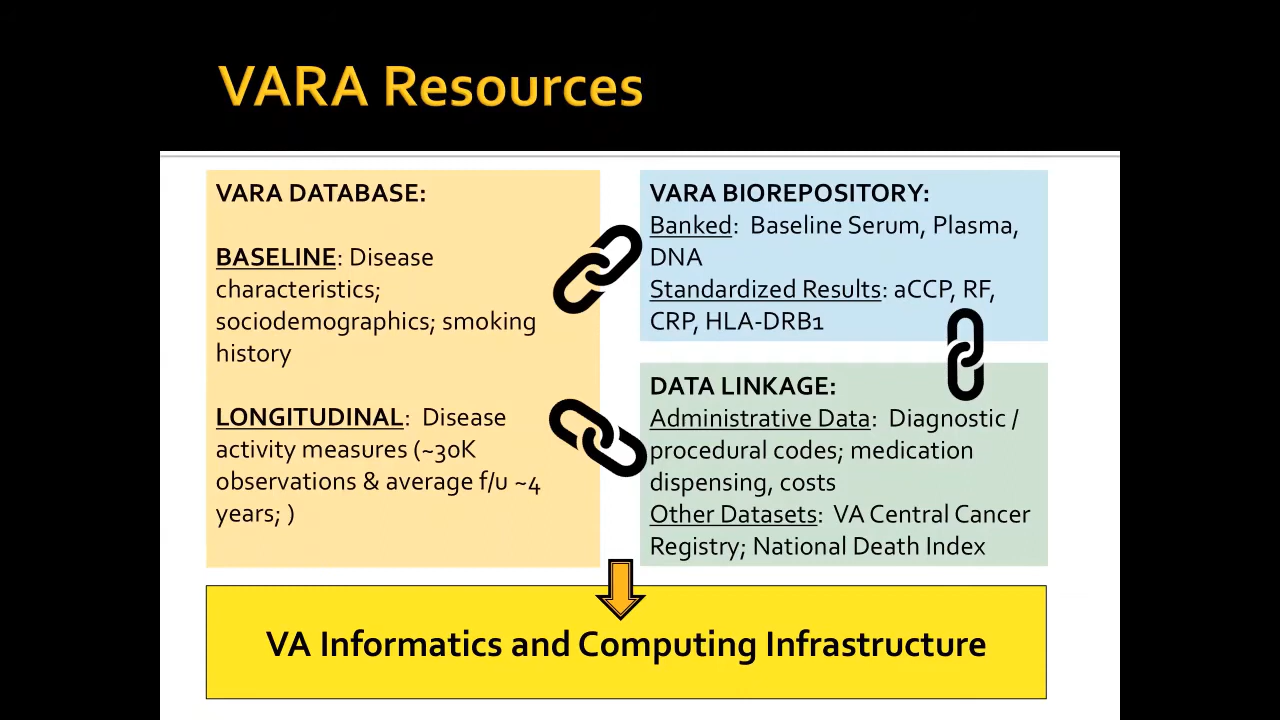 VARA Resources
VARA DATABASE:
BASELINE: Disease
characteristics;
sociodemographics; smoking
history
LONGITUDINAL: Disease
activity measures (~30K
observations & average f/u ~4
years; )
VARA BIOREPOSITORY:
Banked: Baseline Serum, Plasma,
DNA
Standardized Results: aCCP, RF,
CRP, HLA-DRB1
DATA LINKAGE:
Administrative Data: Diagnostic /
procedural codes; medication
dispensing, costs
Other Datasets: VA Central Cancer
Registry; National Death Index
VA Informatics and Computing Infrastructure